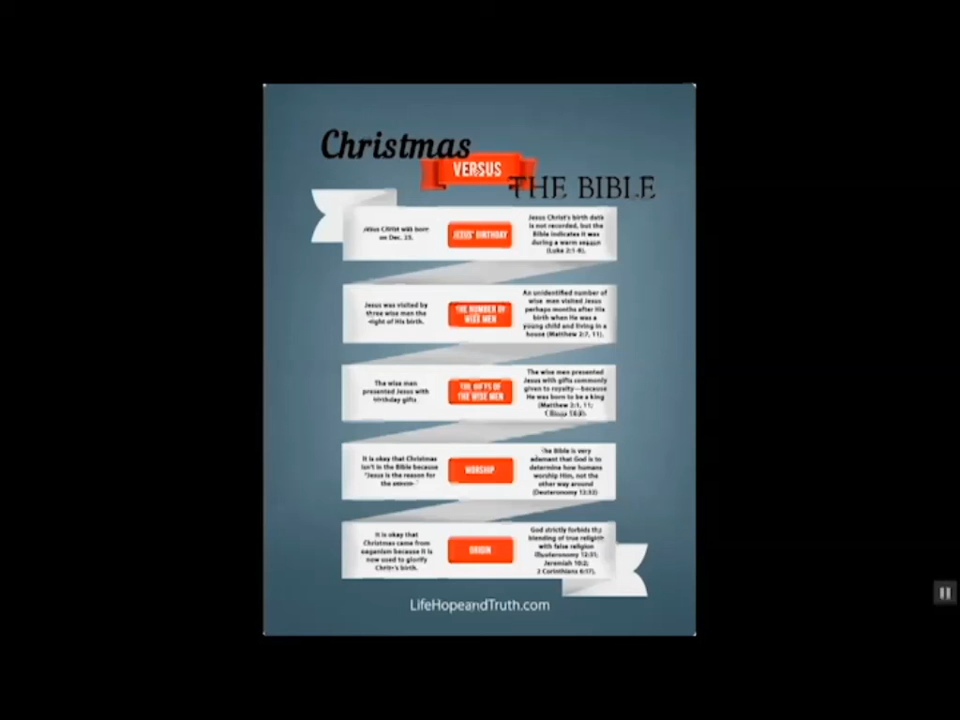 Christmas
VERSUS
THE BIBLE
Jesus Christ was born
on Dec. 25.
JESUS' BIRTHDAY
Jesus Christ's birth date
is not recorded, but the
Bible indicates it was
during a warm season
(Luke 2:1-8).
Jesus was visited by
three wise men the
night of His birth.
THE NUMBER OF
WISE MEN
An unidentified number of
wise men visited Jesus
perhaps months after His
birth when He was a
young child and living in a
house (Matthew 2:7, 11).
The wise men
presented Jesus with
birthday gifts
THE GIFTS OF
THE WISE MEN
The wise men presented
Jesus with gifts commonly
given to royalty—because
He was born to be a king
(Matthew 2:1, 11;
It is okay that Christmas
isn't in the Bible because
"Jesus is the reason for
the season."
WORSHIP
The Bible is very
adamant that God is to
determine how humans
worship Him, not the
other way around
(Deuteronomy 12:32)
It is okay that
Christmas came from
paganism because it is
now used to glorify
Christ's birth.
ORIGIN
God strictly forbids the
blending of true religion
with false religion
(Deuteronomy 12:31;
Jeremiah 10:2;
2 Corinthians 6:17).
LifeHopeandTruth.com